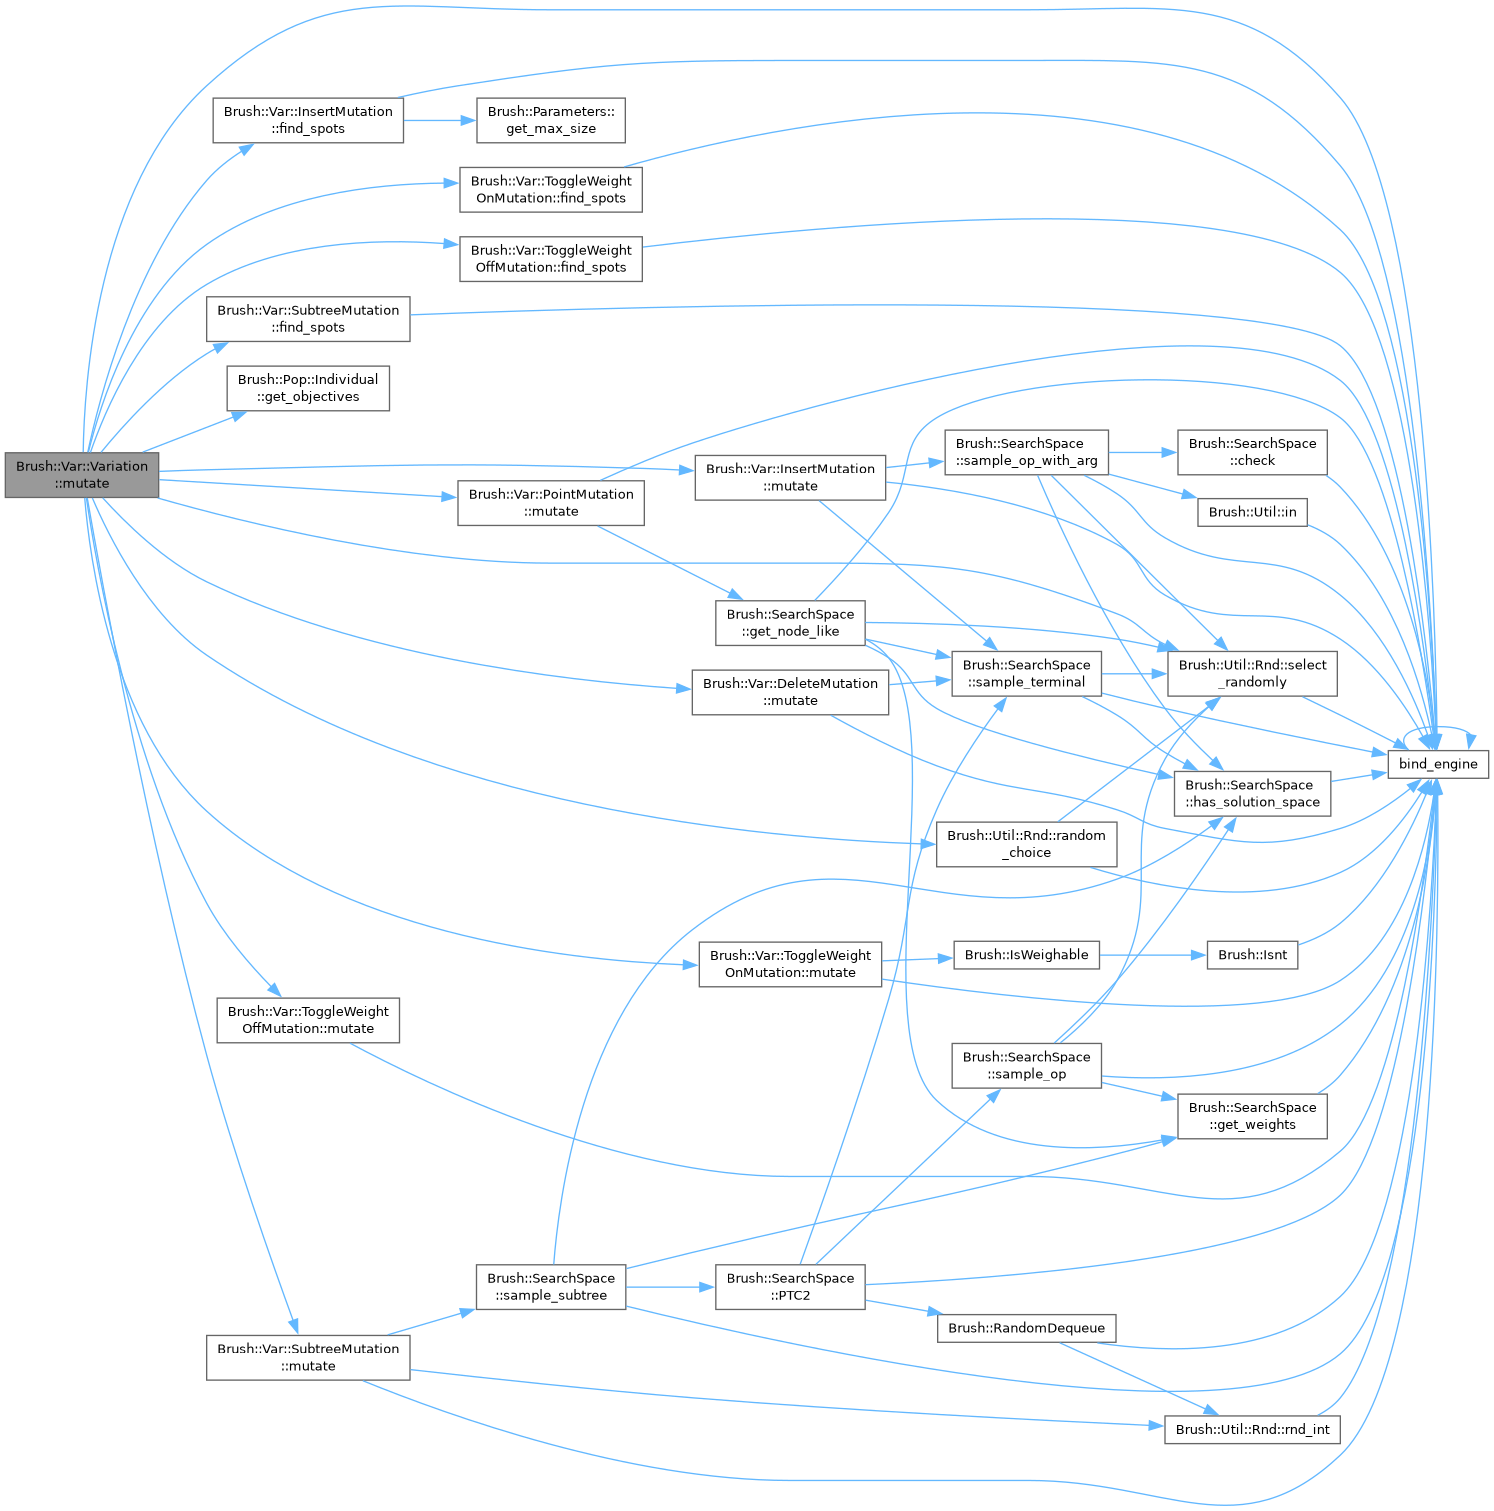 Brush::Var::InsertMutation
::find_spots
Brush::Parameters::
get_max_size
Brush::Var::ToggleWeight
OnMutation::find_spots
Brush::Var::ToggleWeight
OffMutation::find_spots
Brush::Var::SubtreeMutation
::find_spots
Brush::Pop::Individual
::get_objectives
Brush::Var::Variation
::mutate
Brush::Var::PointMutation
::mutate
Brush::Var::InsertMutation
::mutate
Brush::SearchSpace
::sample_op_with_arg
Brush::SearchSpace
::check
Brush::Util::in
Brush::SearchSpace
::get_node_like
Brush::Var::DeleteMutation
::mutate
Brush::SearchSpace
::sample_terminal
Brush::Util::Rnd::select
_randomly
bind_engine
Brush::SearchSpace
::has_solution_space
Brush::Util::Rnd::random
_choice
Brush::Var::ToggleWeight
OnMutation::mutate
Brush::IsWeighable
Brush::Isnt
Brush::Var::ToggleWeight
OffMutation::mutate
Brush::SearchSpace
::sample_op
Brush::SearchSpace
::get_weights
Brush::SearchSpace
::sample_subtree
Brush::SearchSpace
::PTC2
Brush::RandomDequeue
Brush::Var::SubtreeMutation
::mutate
Brush::Util::Rnd::rnd_int